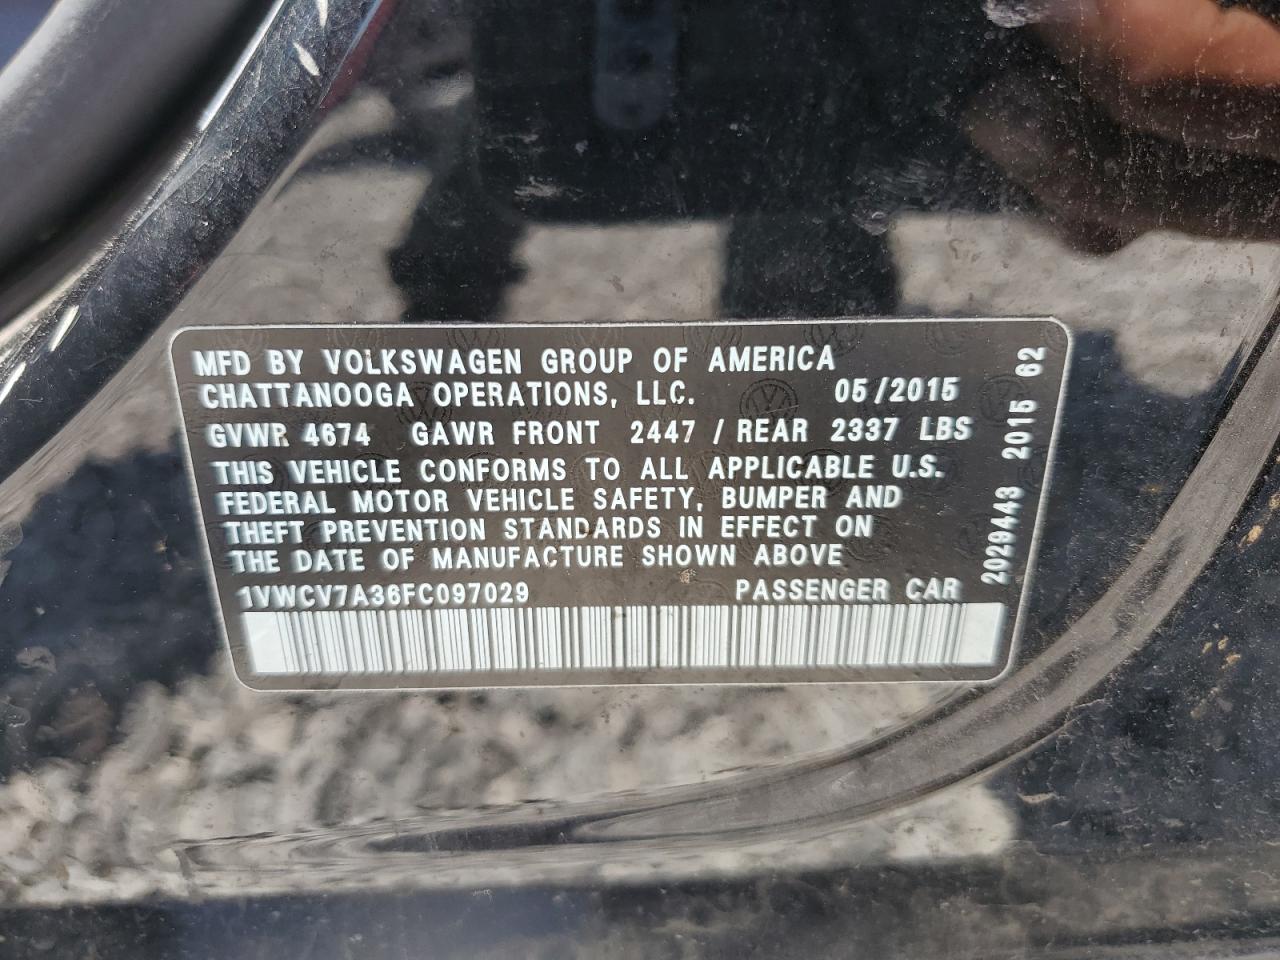 MFD BY VOLKSWAGEN GROUP OF AMERICA
CHATTANOOGA OPERATIONS, LLC. 05/2015
GVWR 4674 GAWR FRONT 2447 / REAR 2337 LBS
THIS VEHICLE CONFORMS TO ALL APPLICABLE U.S.
FEDERAL MOTOR VEHICLE SAFETY, BUMPER AND
THEFT PREVENTION STANDARDS IN EFFECT ON
THE DATE OF MANUFACTURE SHOWN ABOVE
1VWCV7A36FC097029 PASSENGER CAR
2029443 2015 62